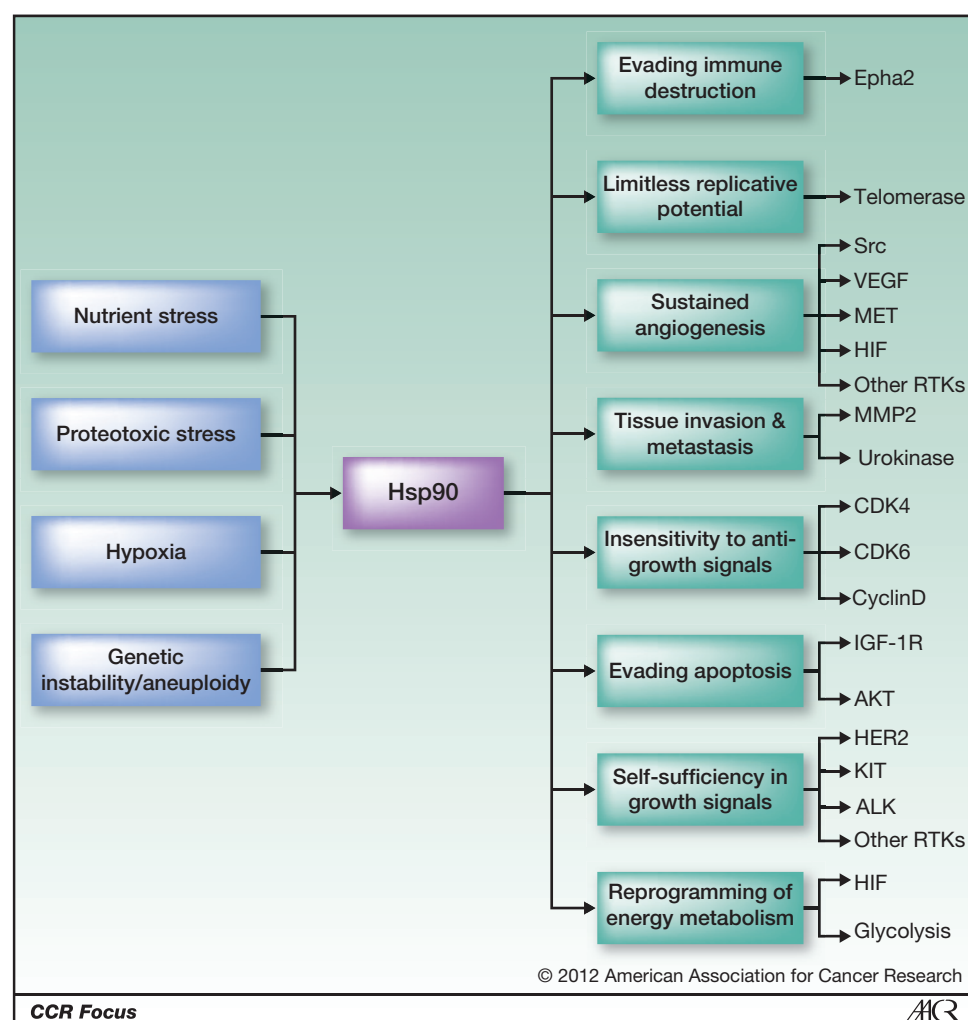 Nutrient stress
Proteotoxic stress
Hypoxia
Genetic
instability/aneuploidy
Hsp90
Evading immune
destruction
Epha2
Limitless replicative
potential
Telomerase
Sustained
angiogenesis
Src
VEGF
MET
HIF
Other RTKs
Tissue invasion &
metastasis
MMP2
Urokinase
Insensitivity to anti-
growth signals
CDK4
CDK6
CyclinD
Evading apoptosis
IGF-1R
AKT
Self-sufficiency in
growth signals
HER2
KIT
ALK
Other RTKs
Reprogramming of
energy metabolism
HIF
Glycolysis
© 2012 American Association for Cancer Research
CCR Focus
AACR